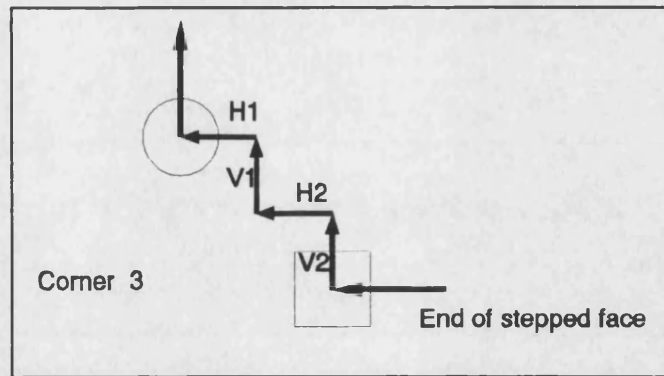 H1
V1
H2
V2
Corner 3
End of stepped face